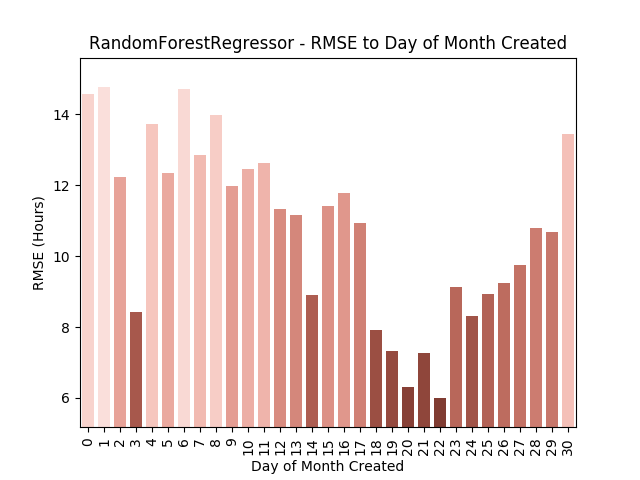 RandomForestRegressor - RMSE to Day of Month Created
14
12
10
8
6
RMSE (Hours)
0 1 2 3 4 5 6 7 8 9 10 11 12 13 14 15 16 17 18 19 20 21 22 23 24 25 26 27 28 29 30
Day of Month Created